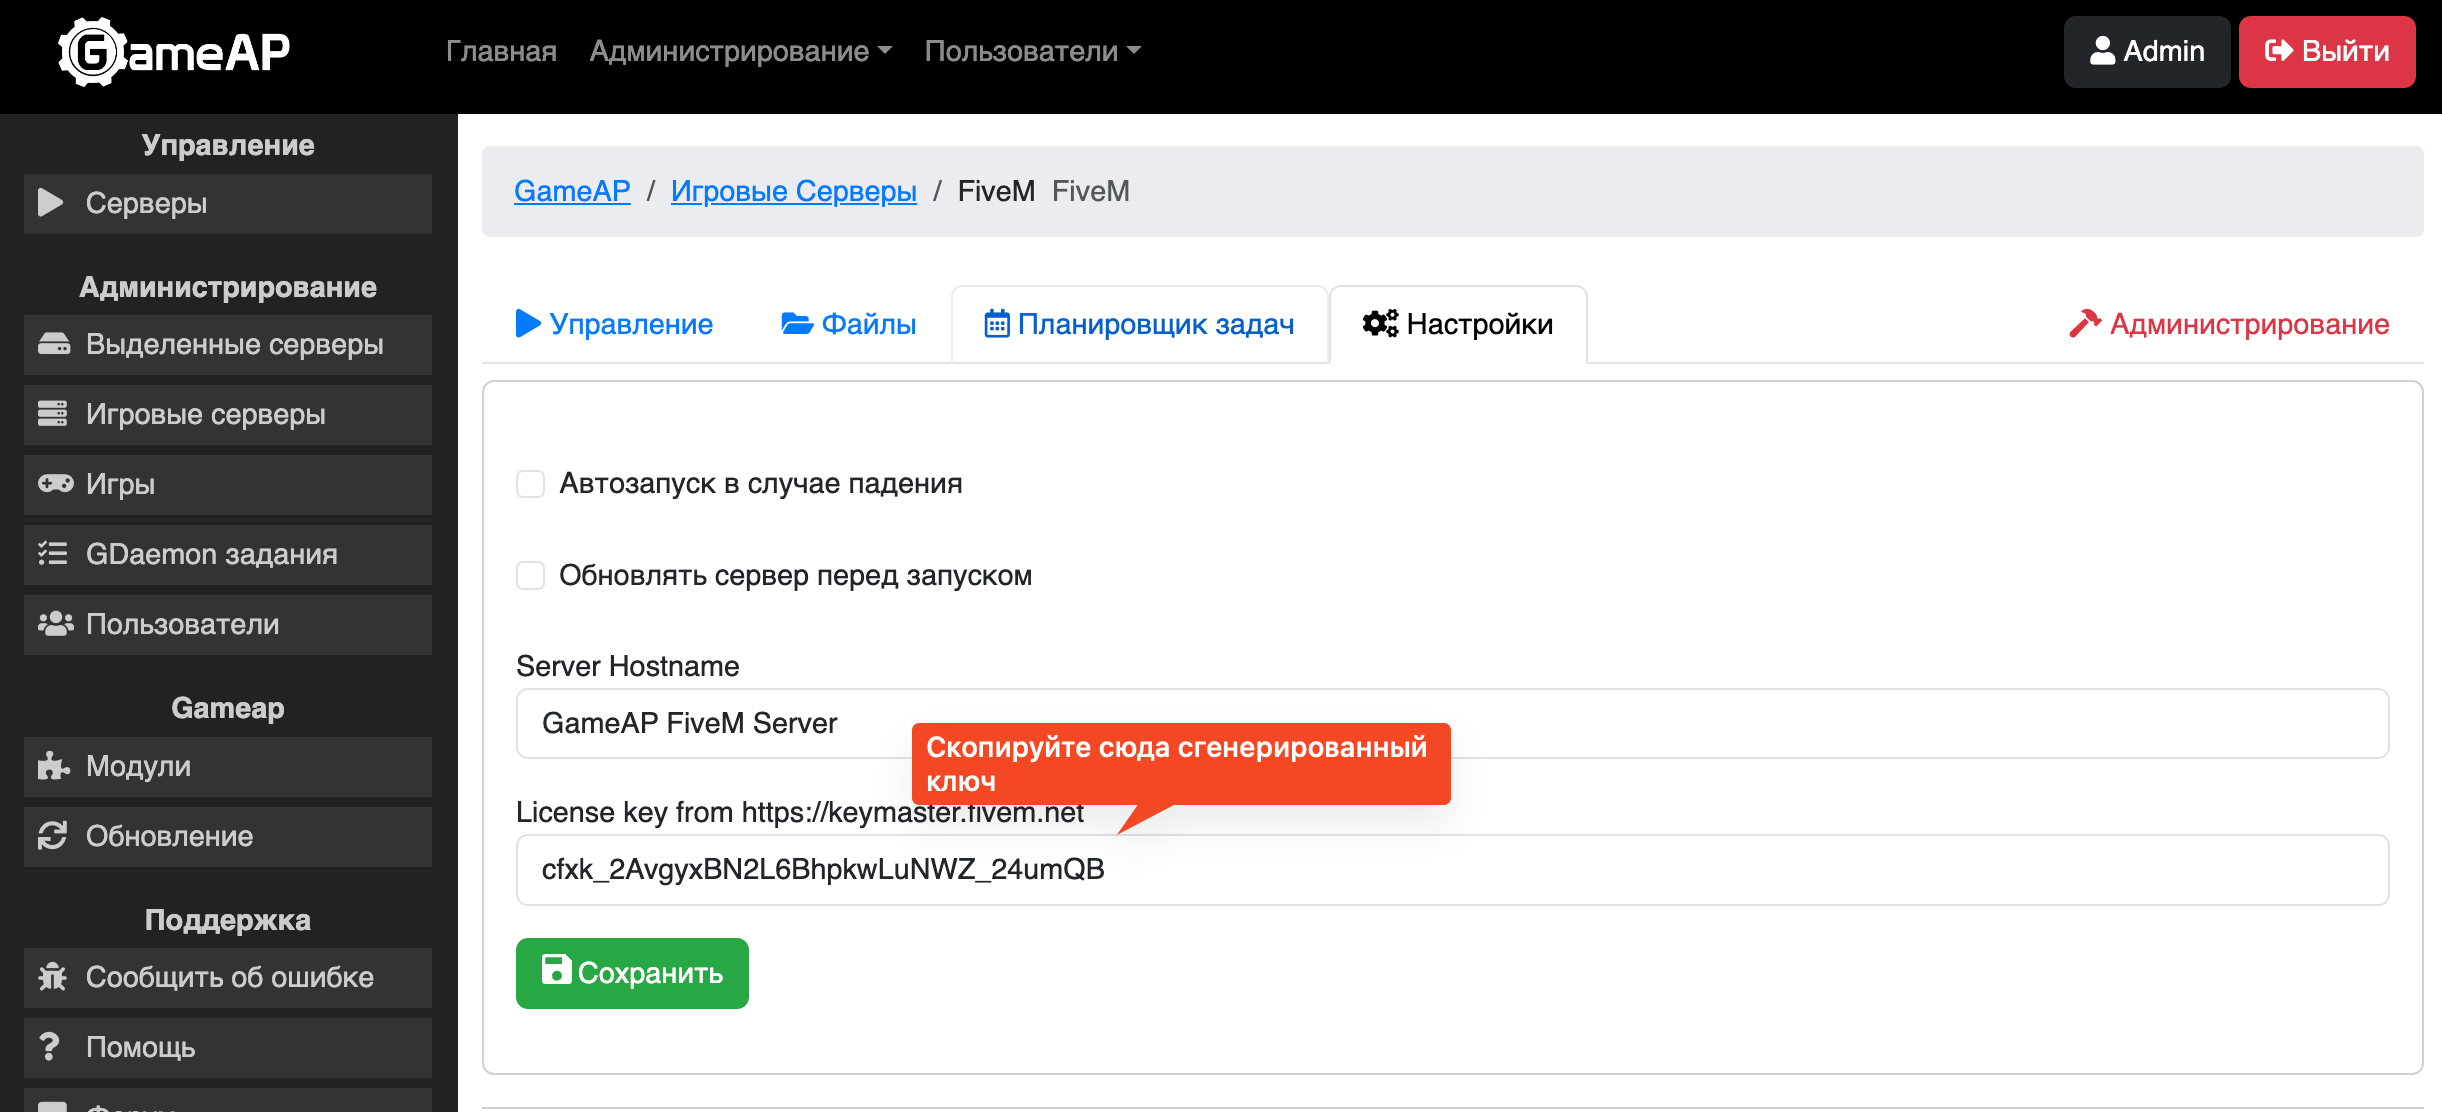 GameAP
Главная Администрирование Пользователи
Admin Выйти
Управление
Серверы
Администрирование
Выделенные серверы
Игровые серверы
Игры
GDaemon задания
Пользователи
Gameap
Модули
Обновление
Поддержка
Сообщить об ошибке
Помощь
GameAP / Игровые Серверы / FiveM FiveM
Управление Файлы Планировщик задач Настройки Администрирование
Автозапуск в случае падения
Обновлять сервер перед запуском
Server Hostname
GameAP FiveM Server
Скопируйте сюда сгенерированный
ключ
License key from https://keymaster.fivem.net
cfxk_2AvgyxBN2L6BhpkwLuNWZ_24umQB
Сохранить